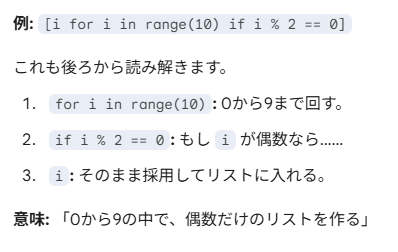 例: [i for i in range(10) if i % 2 == 0]
これも後ろから読み解きます。
1. for i in range(10) : 0から9まで回す。
2. if i % 2 == 0 : もし i が偶数なら……
3. i : そのまま採用してリストに入れる。
意味: 「0から9の中で、偶数だけのリストを作る」